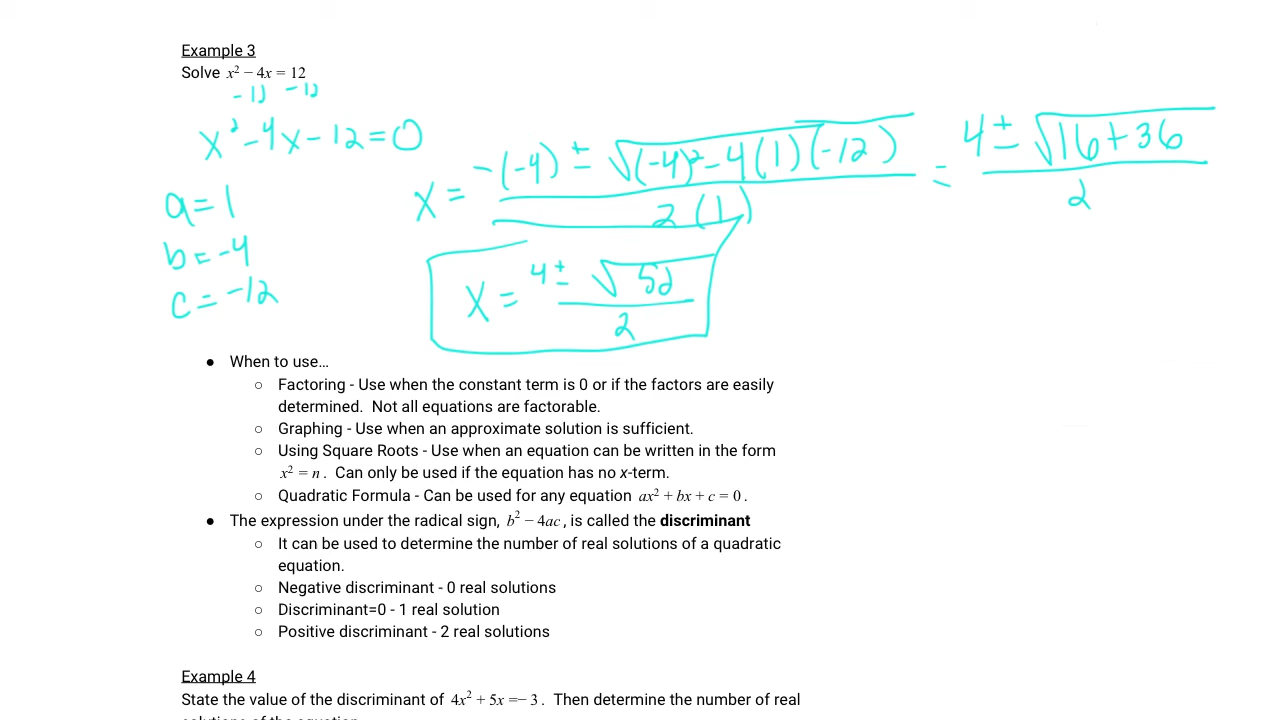 Example 3
Solve x² − 4x = 12
-12 -12
x² -4x -12 = 0
x = -(-4) ± √(-4)² - 4(1)(-12) / 2(1) = 4 ± √16 + 36 / 2
a = 1
b = -4
c = -12
x = 4 ± √52 / 2
● When to use…
○ Factoring - Use when the constant term is 0 or if the factors are easily
determined. Not all equations are factorable.
○ Graphing - Use when an approximate solution is sufficient.
○ Using Square Roots - Use when an equation can be written in the form
x² = n . Can only be used if the equation has no x-term.
○ Quadratic Formula - Can be used for any equation ax² + bx + c = 0 .
● The expression under the radical sign, b² − 4ac , is called the discriminant
○ It can be used to determine the number of real solutions of a quadratic
equation.
○ Negative discriminant - 0 real solutions
○ Discriminant=0 - 1 real solution
○ Positive discriminant - 2 real solutions
Example 4
State the value of the discriminant of 4x² + 5x =− 3 . Then determine the number of real
solutions of the equation